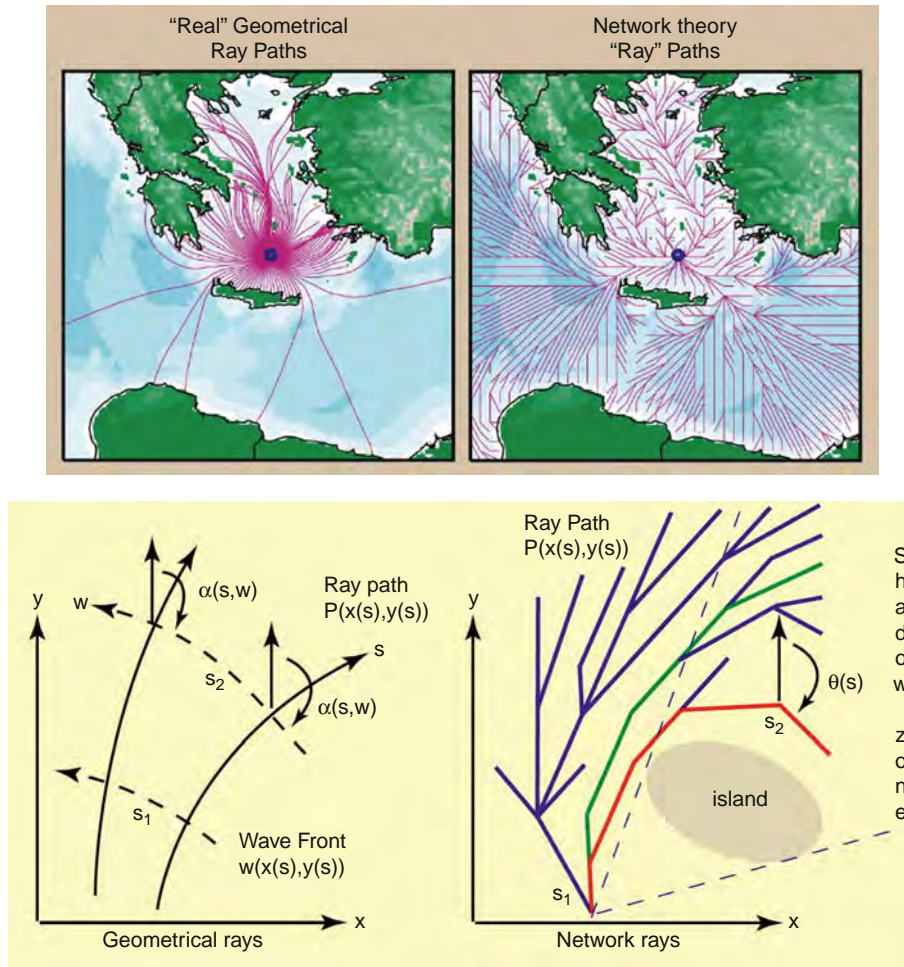 “Real” Geometrical
Ray Paths
Network theory
“Ray” Paths
y
w
α(s,w)
Ray path
P(x(s),y(s))
s
s2
α(s,w)
s1
Wave Front
w(x(s),y(s))
x
Geometrical rays
Ray Path
P(x(s),y(s))
y
θ(s)
s2
island
s1
x
Network rays
S
h
a
d
o
w
z
o
n
e